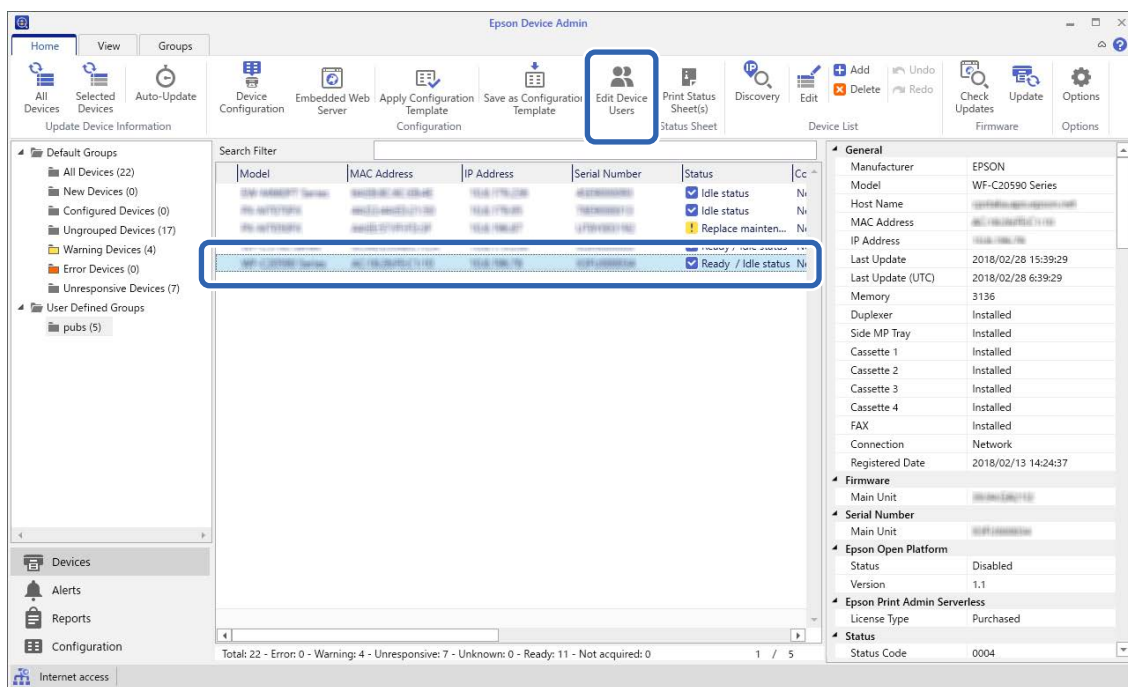 Epson Device Admin
Home View Groups
All Devices
Selected Devices
Auto-Update
Update Device Information
Device Configuration
Embedded Web Server
Apply Configuration Template
Save as Configuration Template
Configuration
Edit Device Users
Print Status Sheet(s)
Status Sheet
Discovery
Edit
Add
Delete
Undo
Redo
Device List
Check Updates
Update
Firmware
Options
Options
Default Groups
All Devices (22)
New Devices (0)
Configured Devices (0)
Ungrouped Devices (17)
Warning Devices (4)
Error Devices (0)
Unresponsive Devices (7)
User Defined Groups
pubs (5)
Devices
Alerts
Reports
Configuration
Search Filter
Model MAC Address IP Address Serial Number Status
Idle status
Idle status
Replace mainten...
Ready / Idle status
Ready / Idle status
Total: 22 - Error: 0 - Warning: 4 - Unresponsive: 7 - Unknown: 0 - Ready: 11 - Not acquired: 0 1 / 5
General
Manufacturer EPSON
Model WF-C20590 Series
Host Name
MAC Address
IP Address
Last Update 2018/02/28 15:39:29
Last Update (UTC) 2018/02/28 6:39:29
Memory 3136
Duplexer Installed
Side MP Tray Installed
Cassette 1 Installed
Cassette 2 Installed
Cassette 3 Installed
Cassette 4 Installed
FAX Installed
Connection Network
Registered Date 2018/02/13 14:24:37
Firmware
Main Unit
Serial Number
Main Unit
Epson Open Platform
Status Disabled
Version 1.1
Epson Print Admin Serverless
License Type Purchased
Status
Status Code 0004
Internet access